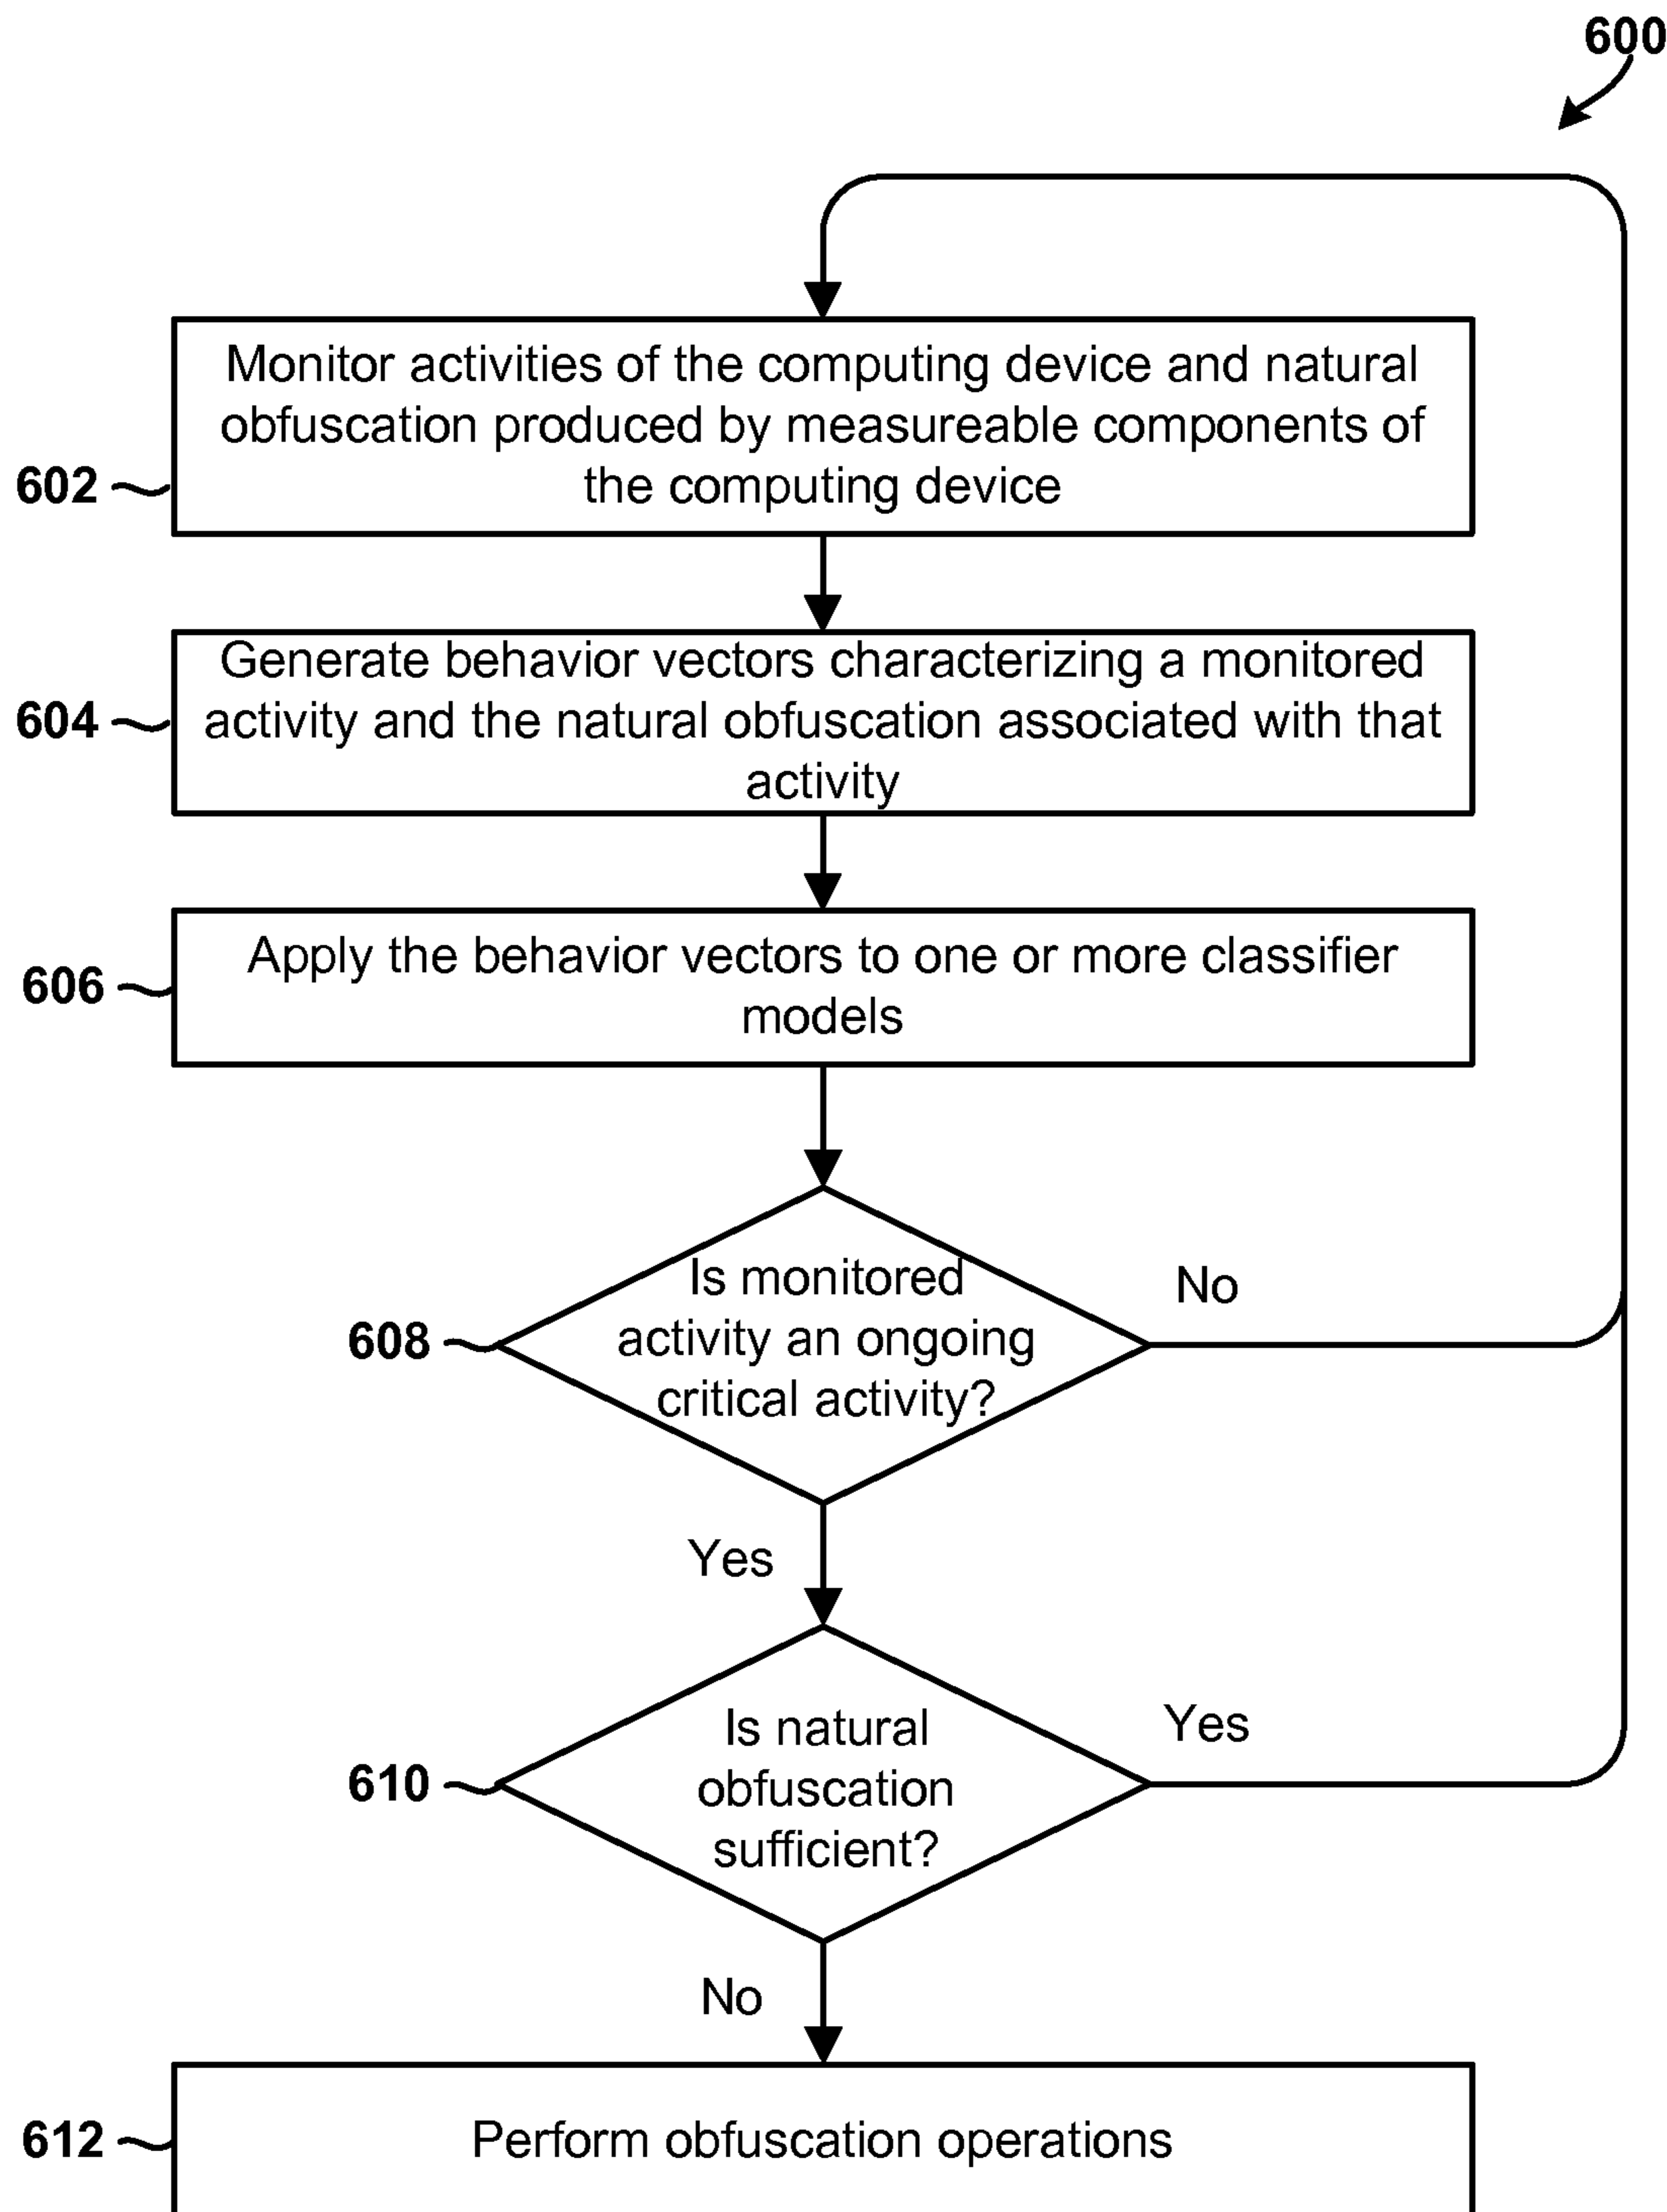 600
Monitor activities of the computing device and natural
obfuscation produced by measureable components of
the computing device
602
Generate behavior vectors characterizing a monitored
activity and the natural obfuscation associated with that
activity
604
Apply the behavior vectors to one or more classifier
models
606
Is monitored
activity an ongoing
critical activity?
608
No
Yes
Is natural
obfuscation
sufficient?
610
Yes
No
Perform obfuscation operations
612